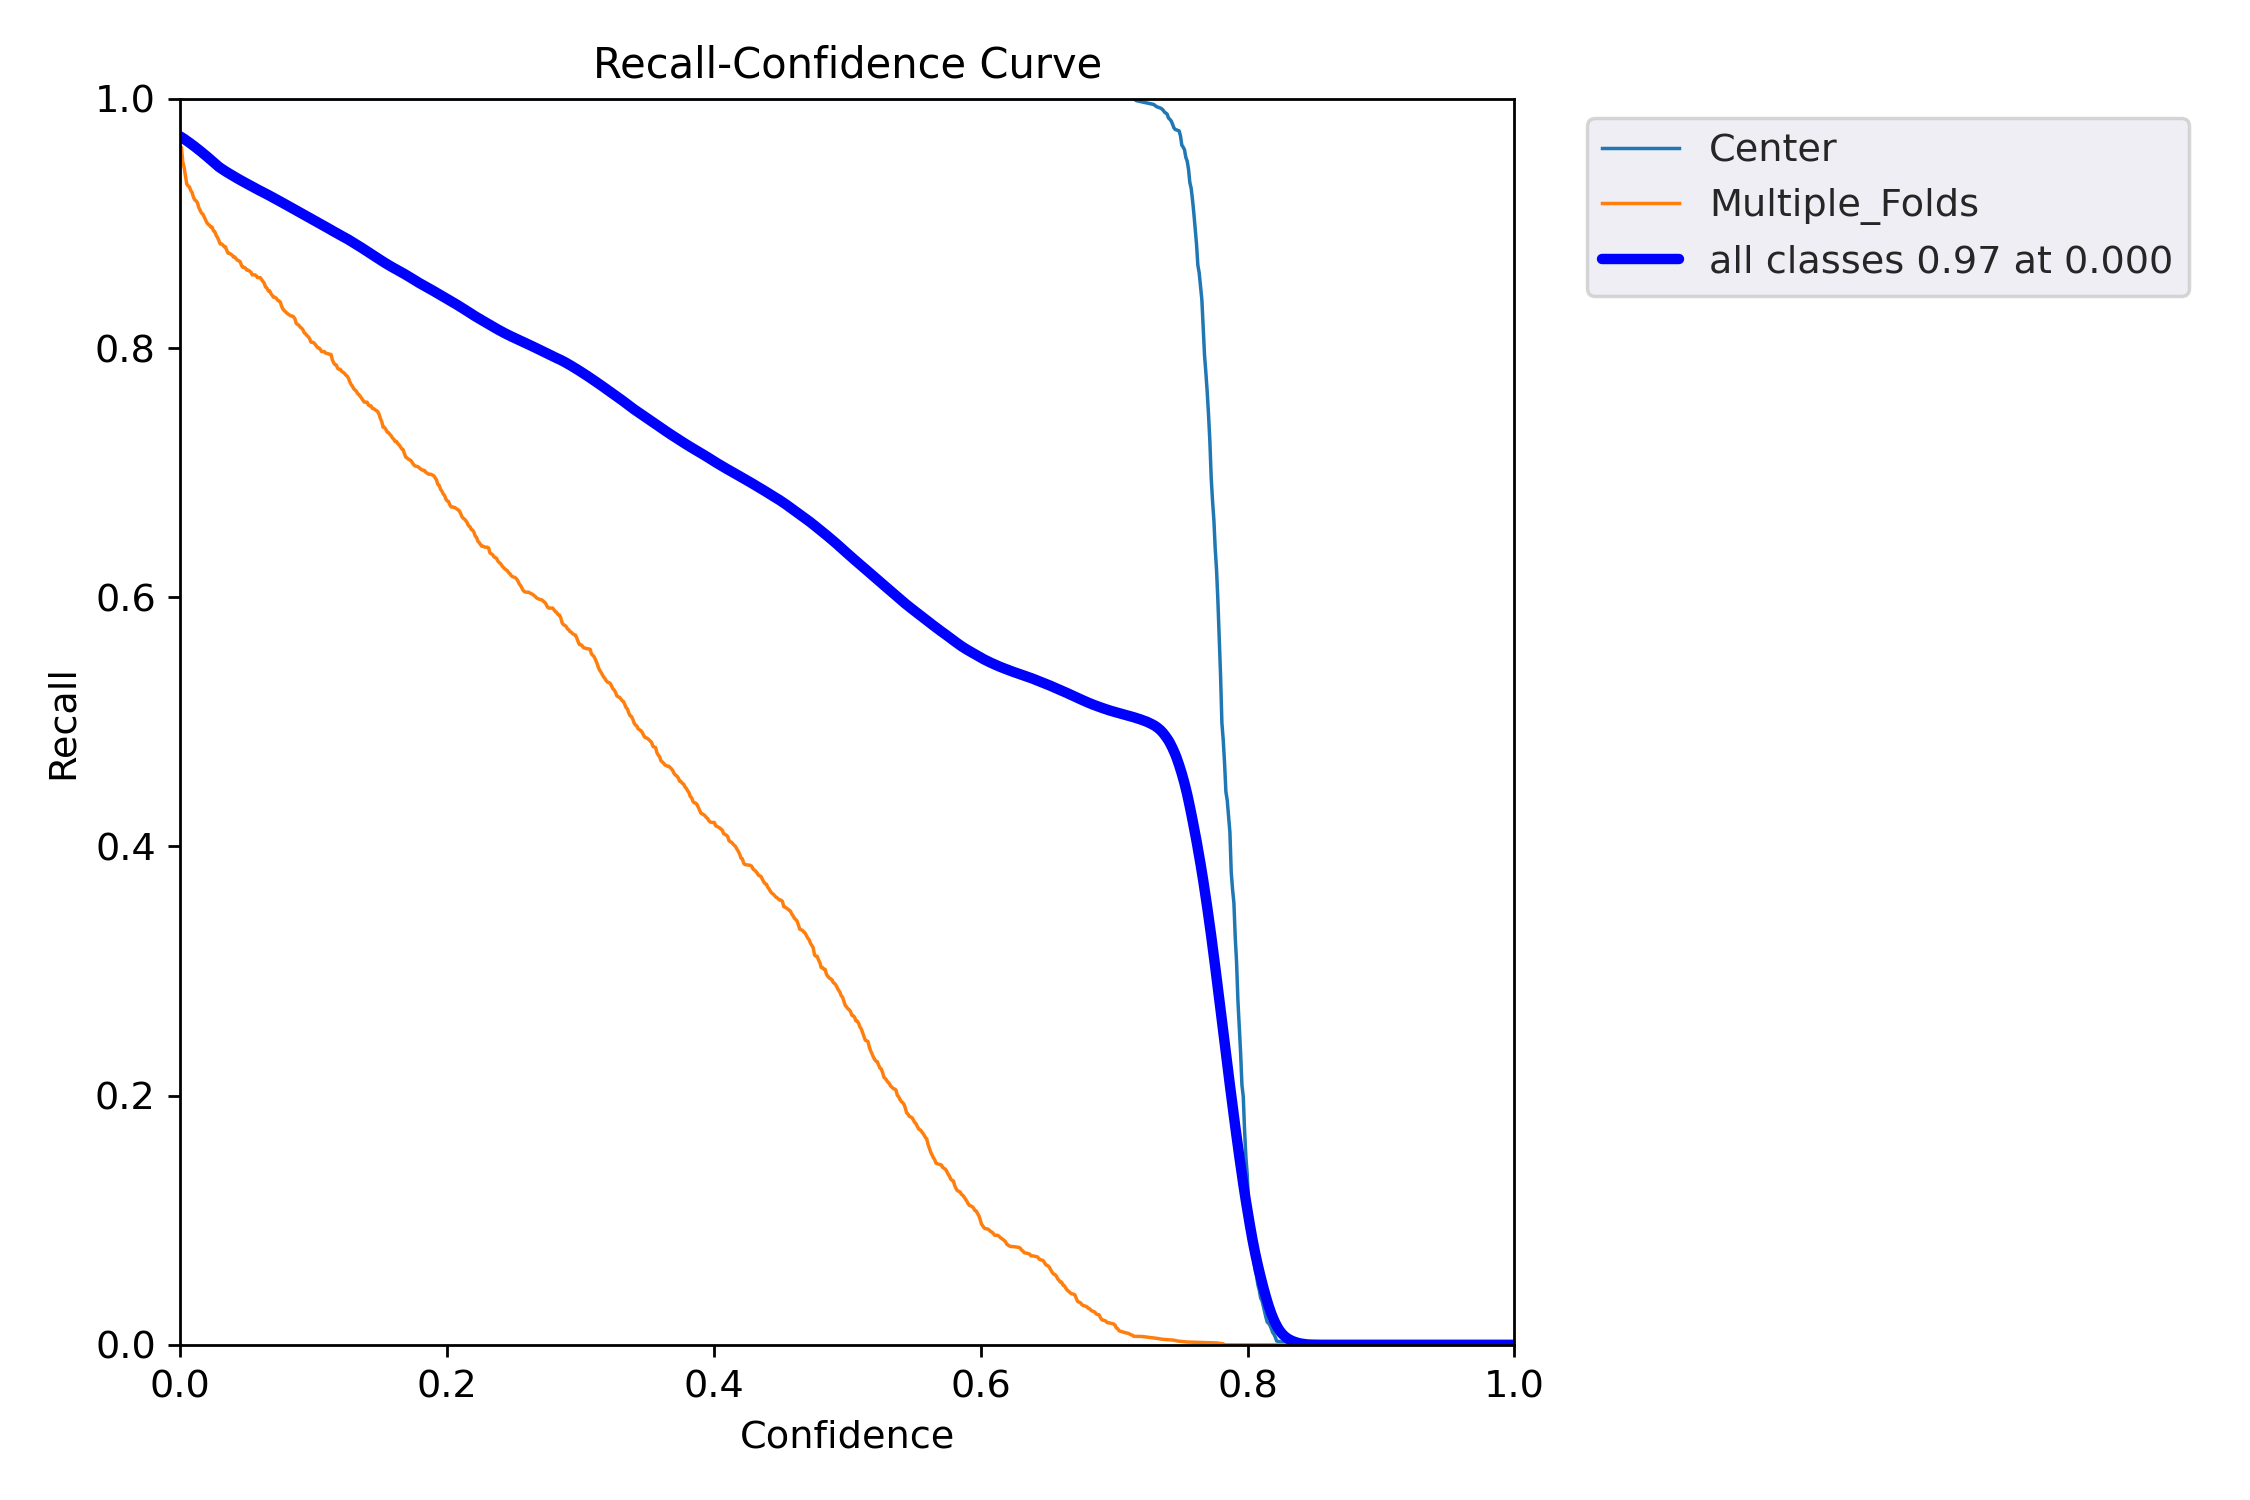 Recall-Confidence Curve
1.0
0.8
0.6
0.4
0.2
0.0
Recall
0.0 0.2 0.4 0.6 0.8 1.0
Confidence
Center
Multiple_Folds
all classes 0.97 at 0.000